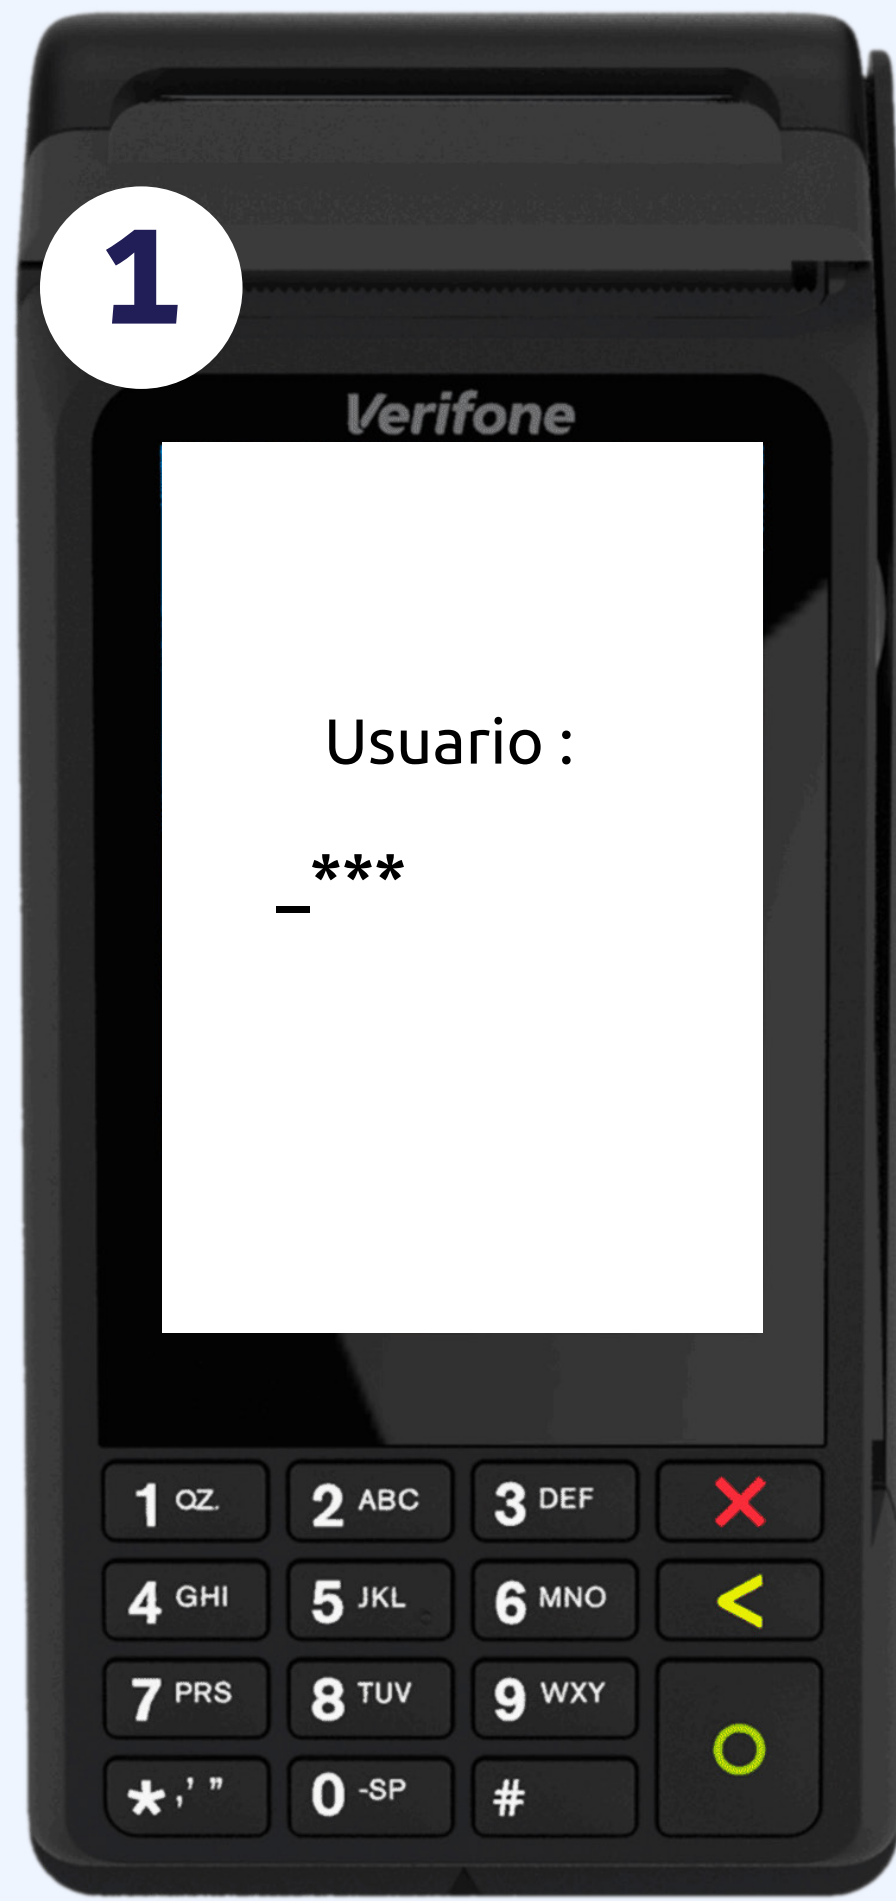 1
Verifone
Usuario :
_***
1 QZ.
2 ABC
3 DEF
4 GHI
5 JKL
6 MNO
<
7 PRS
8 TUV
9 WXY
*,' "
0 -SP
#